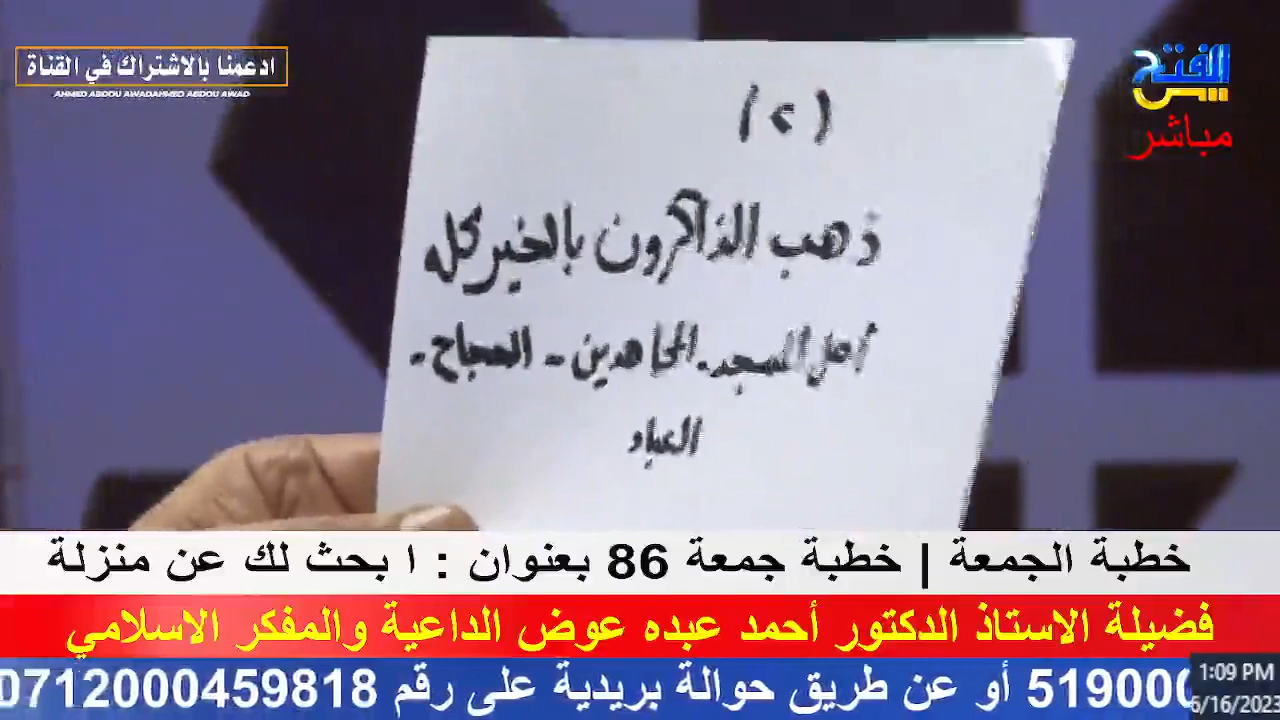 ادعمنا بالاشتراك في القناة
AHMED ABDOU AWADAHMED ABDOU AWAD
الفتح
مباشر
(٢)
ذهب الذاكرون بالخير كله
أهل المسجد - المجاهدين - الحجاج -
العباد
خطبة الجمعة | خطبة جمعة 86 بعنوان : ا بحث لك عن منزلة
فضيلة الاستاذ الدكتور أحمد عبده عوض الداعية والمفكر الاسلامي
519000 أو عن طريق حوالة بريدية على رقم 0712000459818
1:09 PM
6/16/2023